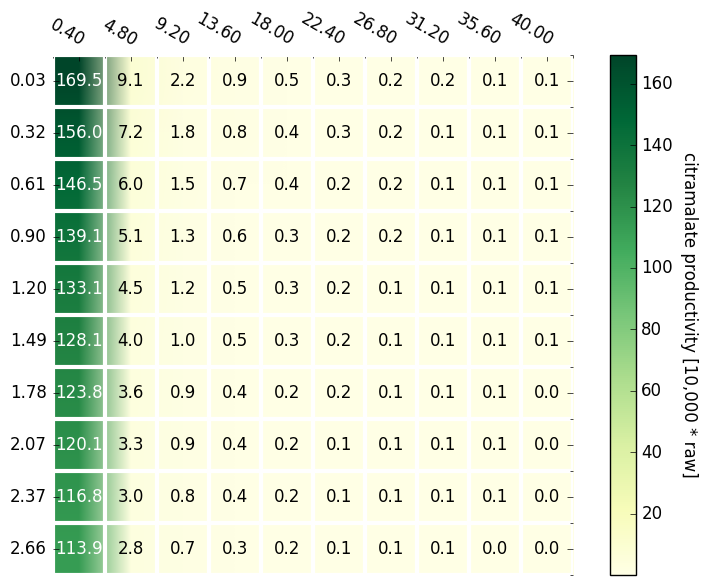 0.40 4.80 9.20 13.60 18.00 22.40 26.80 31.20 35.60 40.00
0.03 169.5 9.1 2.2 0.9 0.5 0.3 0.2 0.2 0.1 0.1
0.32 156.0 7.2 1.8 0.8 0.4 0.3 0.2 0.1 0.1 0.1
0.61 146.5 6.0 1.5 0.7 0.4 0.2 0.2 0.1 0.1 0.1
0.90 139.1 5.1 1.3 0.6 0.3 0.2 0.2 0.1 0.1 0.1
1.20 133.1 4.5 1.2 0.5 0.3 0.2 0.1 0.1 0.1 0.1
1.49 128.1 4.0 1.0 0.5 0.3 0.2 0.1 0.1 0.1 0.1
1.78 123.8 3.6 0.9 0.4 0.2 0.2 0.1 0.1 0.1 0.0
2.07 120.1 3.3 0.9 0.4 0.2 0.1 0.1 0.1 0.1 0.0
2.37 116.8 3.0 0.8 0.4 0.2 0.1 0.1 0.1 0.1 0.0
2.66 113.9 2.8 0.7 0.3 0.2 0.1 0.1 0.1 0.0 0.0
160
140
120
100
80
60
40
20
citramalate productivity [10,000 * raw]